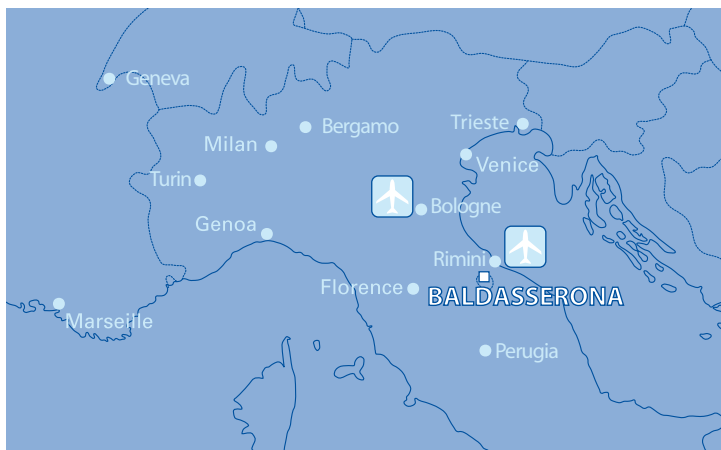 Geneva
Bergamo
Trieste
Milan
Venice
Turin
Bologne
Genoa
Rimini
Florence
BALDASSERONA
Marseille
Perugia